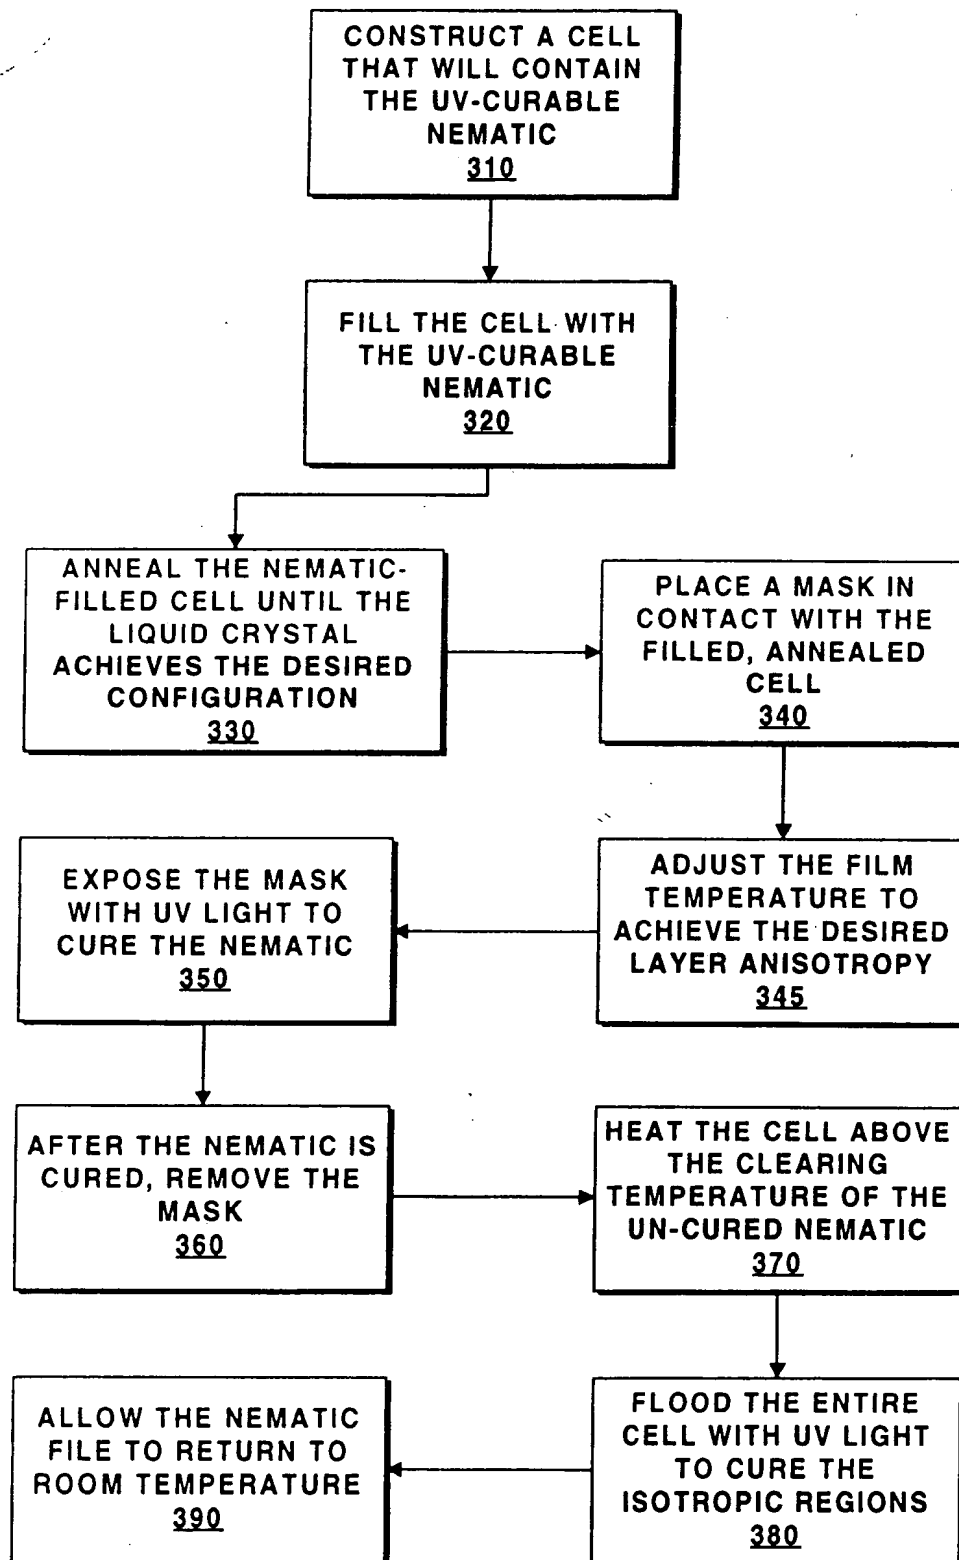 CONSTRUCT A CELL
THAT WILL CONTAIN
THE UV-CURABLE
NEMATIC
310
FILL THE CELL WITH
THE UV-CURABLE
NEMATIC
320
ANNEAL THE NEMATIC-
FILLED CELL UNTIL THE
LIQUID CRYSTAL
ACHIEVES THE DESIRED
CONFIGURATION
330
PLACE A MASK IN
CONTACT WITH THE
FILLED, ANNEALED
CELL
340
ADJUST THE FILM
TEMPERATURE TO
ACHIEVE THE DESIRED
LAYER ANISOTROPY
345
EXPOSE THE MASK
WITH UV LIGHT TO
CURE THE NEMATIC
350
AFTER THE NEMATIC IS
CURED, REMOVE THE
MASK
360
HEAT THE CELL ABOVE
THE CLEARING
TEMPERATURE OF THE
UN-CURED NEMATIC
370
FLOOD THE ENTIRE
CELL WITH UV LIGHT
TO CURE THE
ISOTROPIC REGIONS
380
ALLOW THE NEMATIC
FILE TO RETURN TO
ROOM TEMPERATURE
390